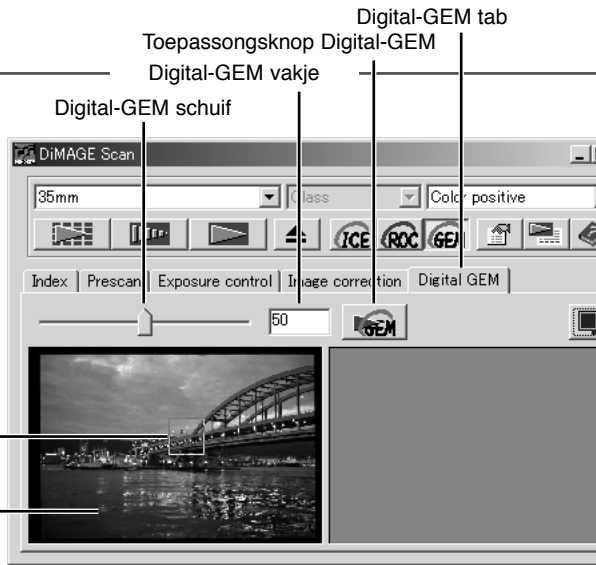 Digital-GEM tab
Toepassongsknop Digital-GEM
Digital-GEM vakje
Digital-GEM schuif
DiMAGE Scan
35mm Glass Color positive
ICE ROC GEM
Index Prescan Exposure control Image correction Digital GEM
50 GEM